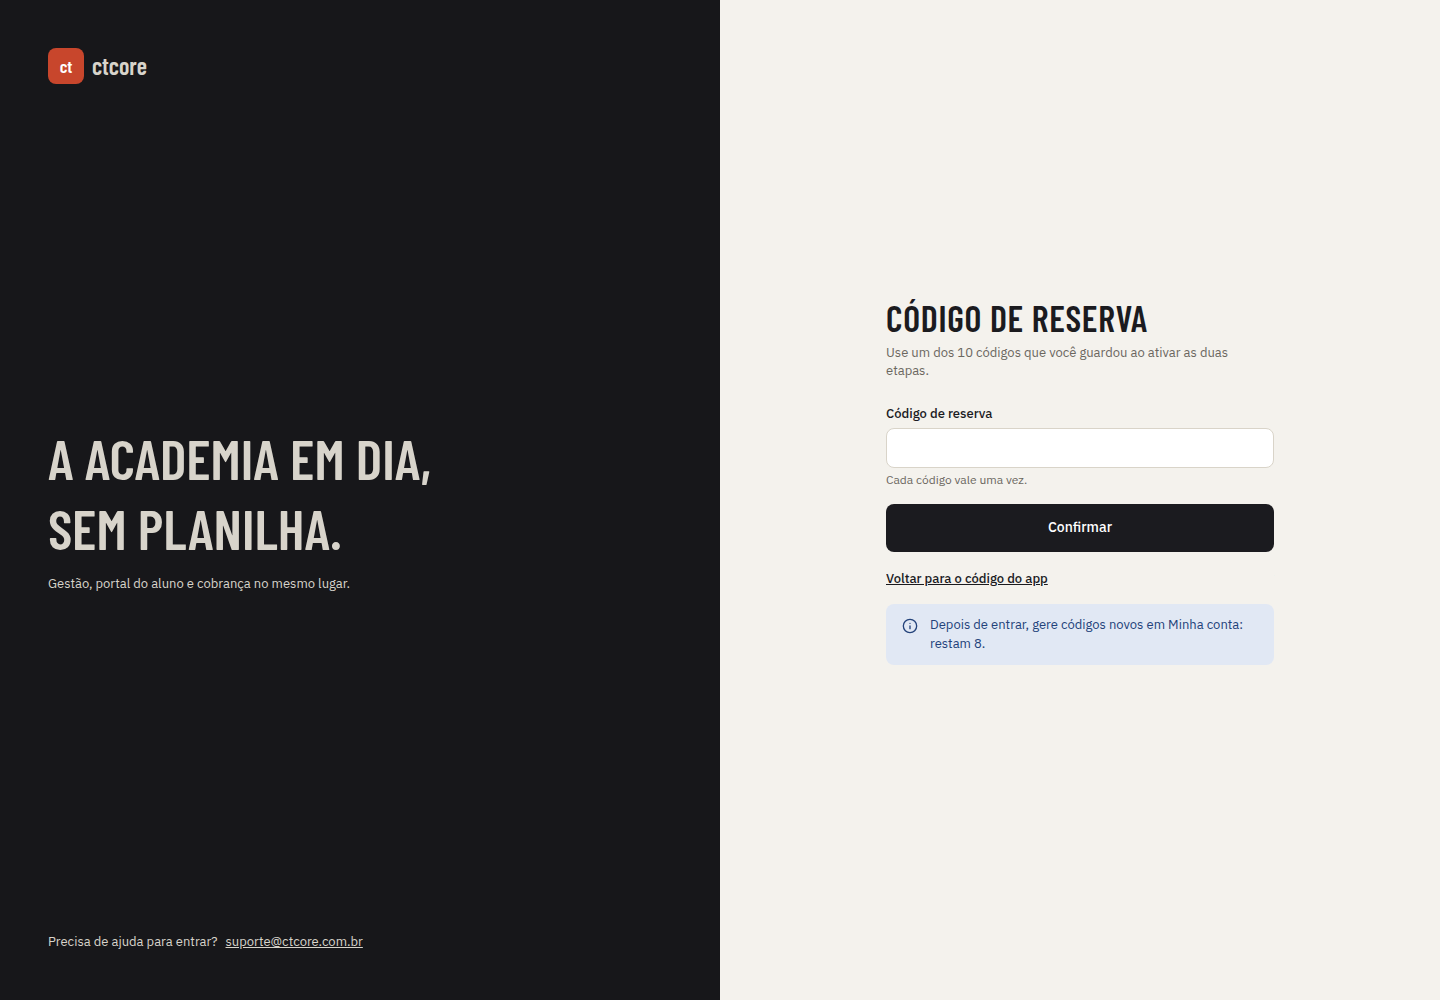 ct ctcore
A ACADEMIA EM DIA,
SEM PLANILHA.
Gestão, portal do aluno e cobrança no mesmo lugar.
Precisa de ajuda para entrar? suporte@ctcore.com.br
CÓDIGO DE RESERVA
Use um dos 10 códigos que você guardou ao ativar as duas
etapas.
Código de reserva
Cada código vale uma vez.
Confirmar
Voltar para o código do app
Depois de entrar, gere códigos novos em Minha conta:
restam 8.